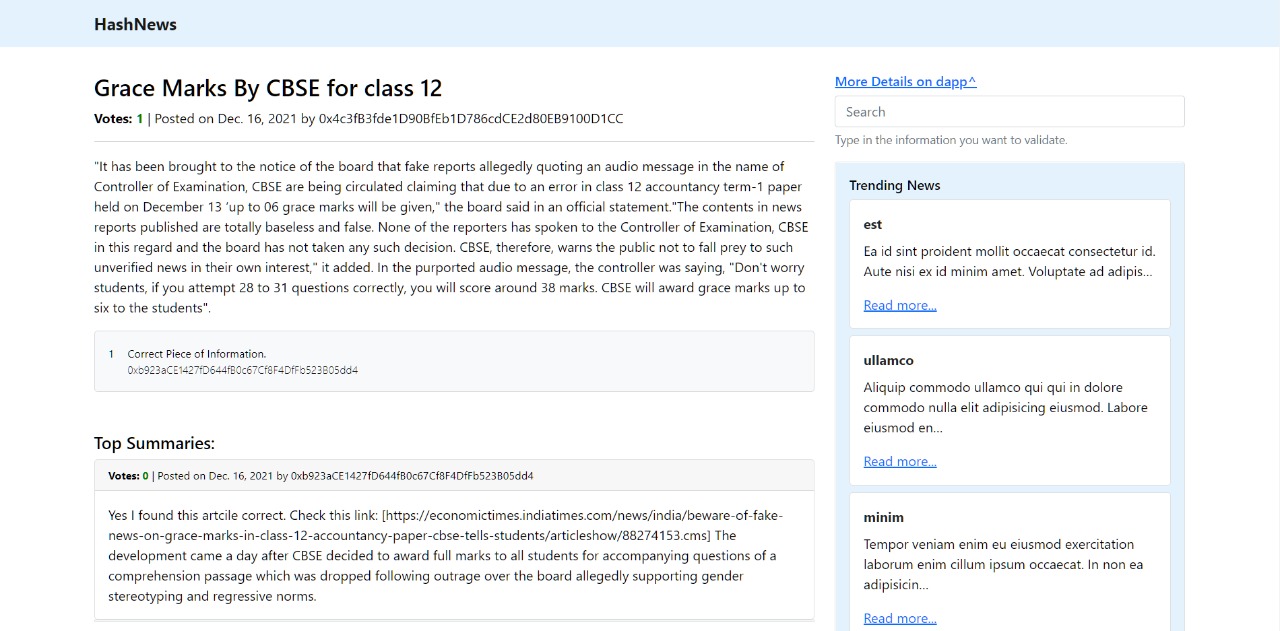 HashNews
Grace Marks By CBSE for class 12
Votes: 1 | Posted on Dec. 16, 2021 by 0x4c3fB3fde1D90BfEb1D786cdCE2d80EB9100D1CC
"It has been brought to the notice of the board that fake reports allegedly quoting an audio message in the name of
Controller of Examination, CBSE are being circulated claiming that due to an error in class 12 accountancy term-1 paper
held on December 13 'up to 06 grace marks will be given," the board said in an official statement."The contents in news
reports published are totally baseless and false. None of the reporters has spoken to the Controller of Examination, CBSE
in this regard and the board has not taken any such decision. CBSE, therefore, warns the public not to fall prey to such
unverified news in their own interest," it added. In the purported audio message, the controller was saying, "Don't worry
students, if you attempt 28 to 31 questions correctly, you will score around 38 marks. CBSE will award grace marks up to
six to the students".
1 Correct Piece of Information.
0xb923aCE1427fD644fB0c67Cf8F4DfFb523B05dd4
Top Summaries:
Votes: 0 | Posted on Dec. 16, 2021 by 0xb923aCE1427fD644fB0c67Cf8F4DfFb523B05dd4
Yes I found this artcile correct. Check this link: [https://economictimes.indiatimes.com/news/india/beware-of-fake-
news-on-grace-marks-in-class-12-accountancy-paper-cbse-tells-students/articleshow/88274153.cms] The
development came a day after CBSE decided to award full marks to all students for accompanying questions of a
comprehension passage which was dropped following outrage over the board allegedly supporting gender
stereotyping and regressive norms.
More Details on dapp^
Search
Type in the information you want to validate.
Trending News
est
Ea id sint proident mollit occaecat consectetur id.
Aute nisi ex id minim amet. Voluptate ad adipis...
Read more...
ullamco
Aliquip commodo ullamco qui qui in dolore
commodo nulla elit adipisicing eiusmod. Labore
eiusmod en...
Read more...
minim
Tempor veniam enim eu eiusmod exercitation
laborum enim cillum ipsum occaecat. In non ea
adipisicin...
Read more...